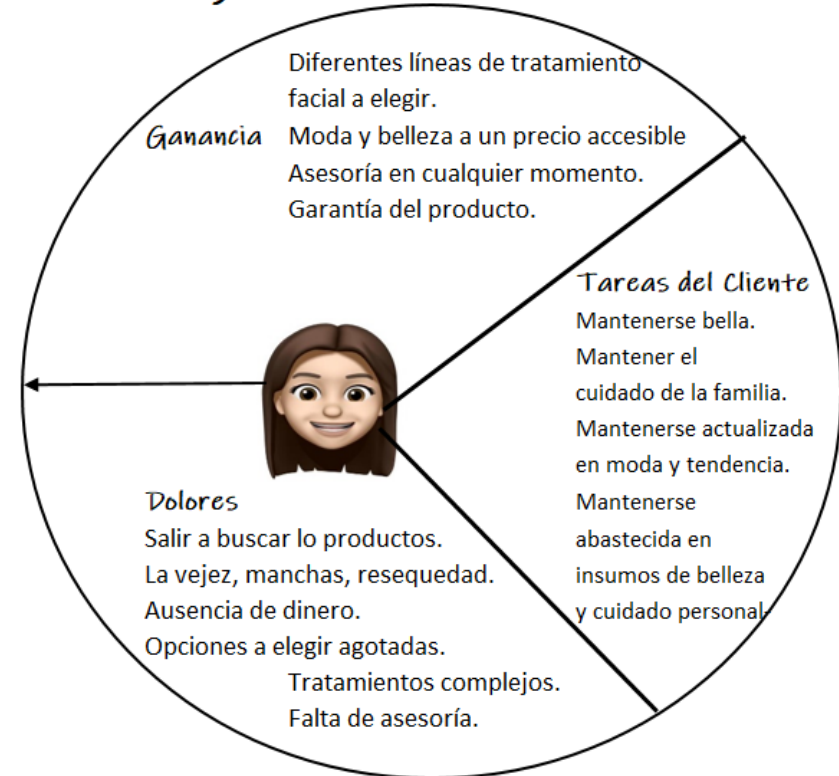 Diferentes líneas de tratamiento
facial a elegir.
Ganancia Moda y belleza a un precio accesible
Asesoría en cualquier momento.
Garantía del producto.
Tareas del Cliente
Mantenerse bella.
Mantener el
cuidado de la familia.
Mantenerse actualizada
en moda y tendencia.
Mantenerse
abastecida en
insumos de belleza
y cuidado personal
Dolores
Salir a buscar lo productos.
La vejez, manchas, resequedad.
Ausencia de dinero.
Opciones a elegir agotadas.
Tratamientos complejos.
Falta de asesoría.